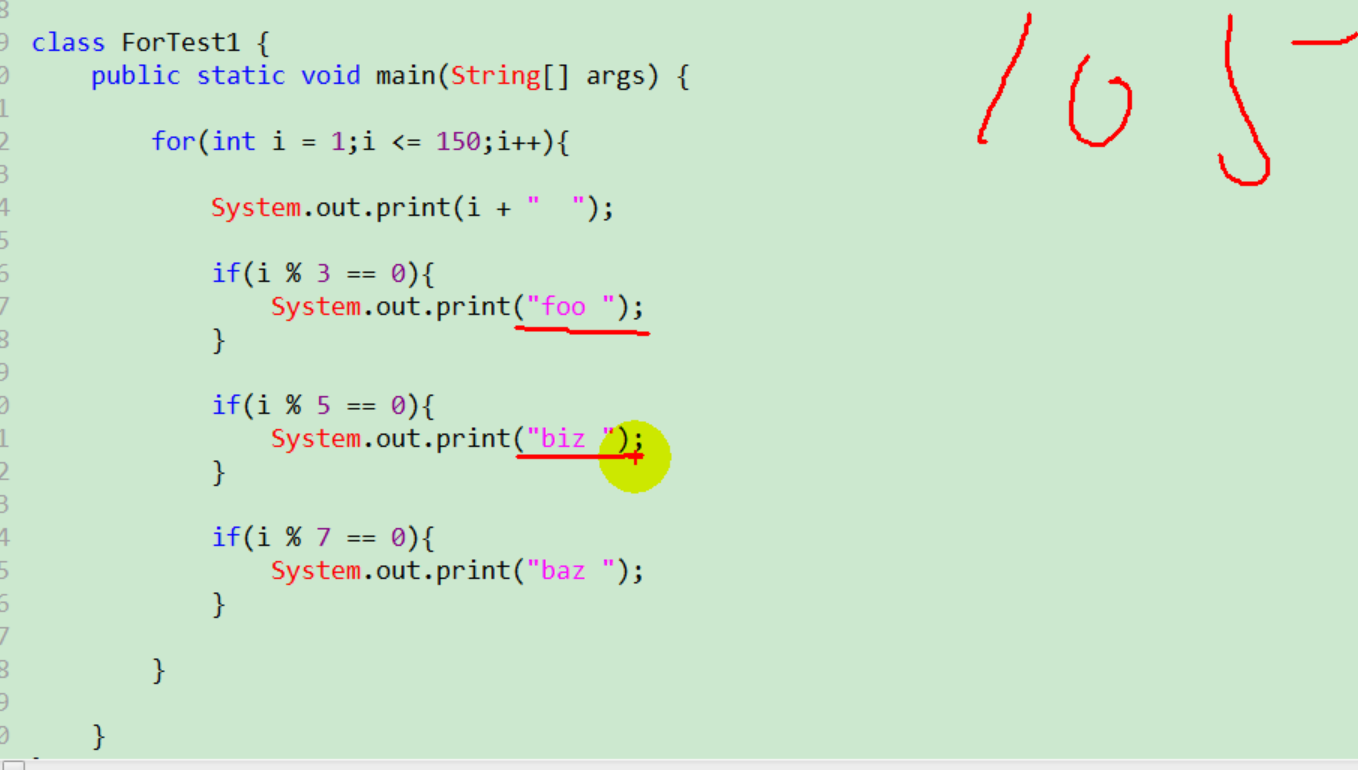 8
9 class ForTest1 {
0 public static void main(String[] args) {
1
2 for(int i = 1;i <= 150;i++){
3
4 System.out.print(i + "  ");
5
6 if(i % 3 == 0){
7 System.out.print("foo ");
8 }
9
0 if(i % 5 == 0){
1 System.out.print("biz ");
2 }
3
4 if(i % 7 == 0){
5 System.out.print("baz ");
6 }
7
8 }
9
0 }
105